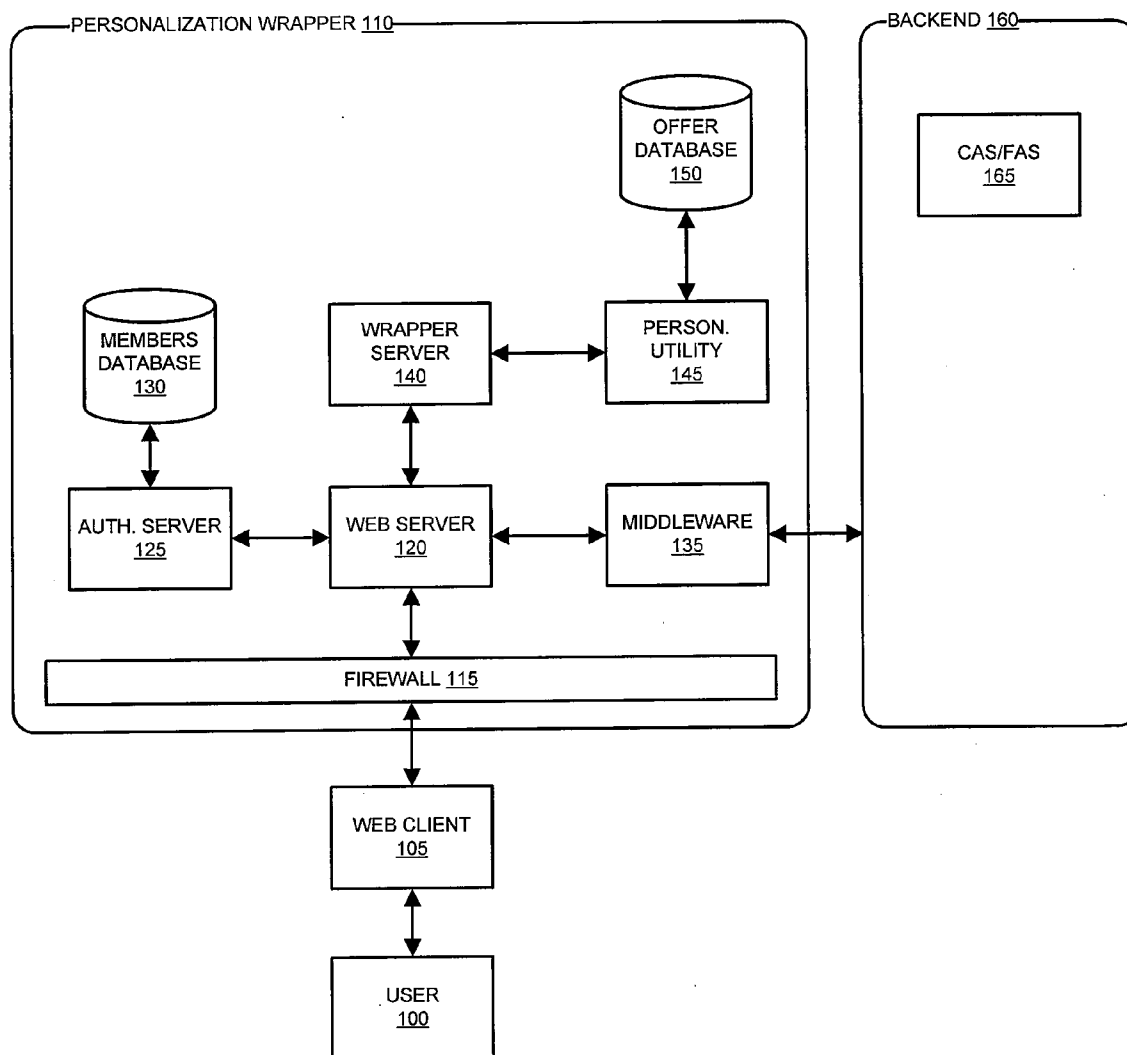 PERSONALIZATION WRAPPER 110
BACKEND 160
OFFER
DATABASE
150
CAS/FAS
165
MEMBERS
DATABASE
130
WRAPPER
SERVER
140
PERSON.
UTILITY
145
AUTH. SERVER
125
WEB SERVER
120
MIDDLEWARE
135
FIREWALL 115
WEB CLIENT
105
USER
100